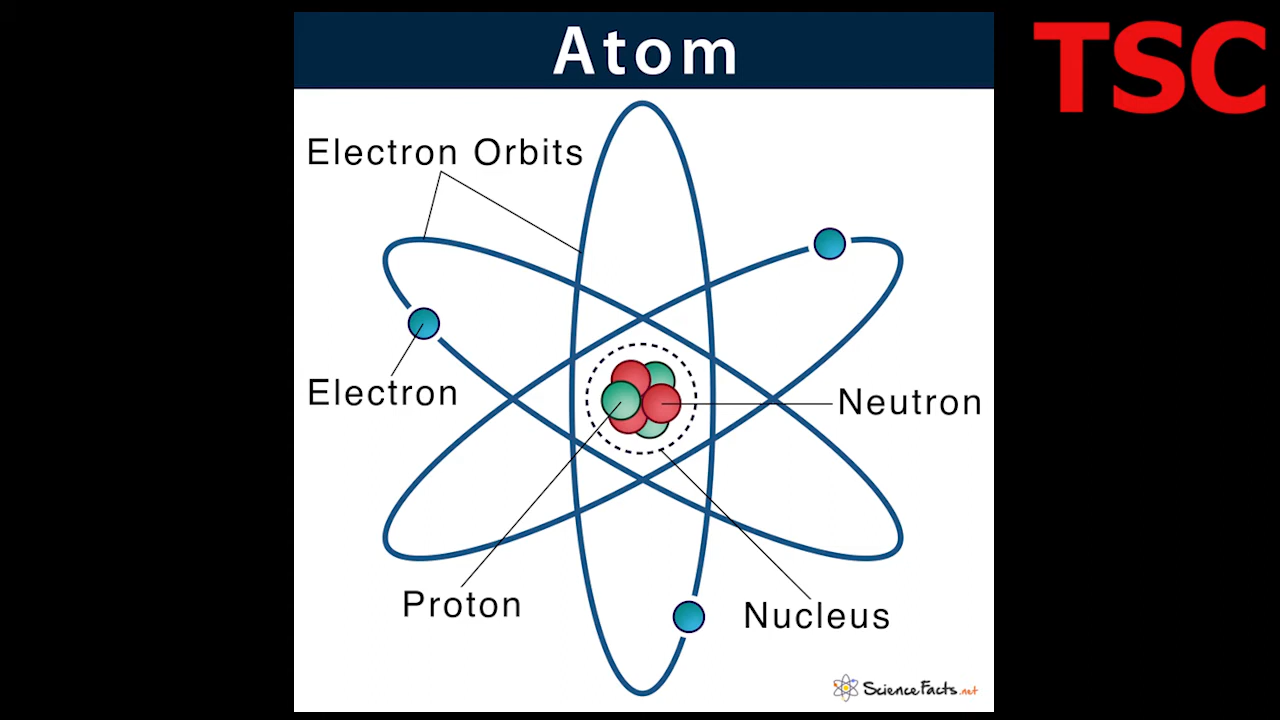 Atom
TSC
Electron Orbits
Electron
Neutron
Proton
Nucleus
ScienceFacts.net